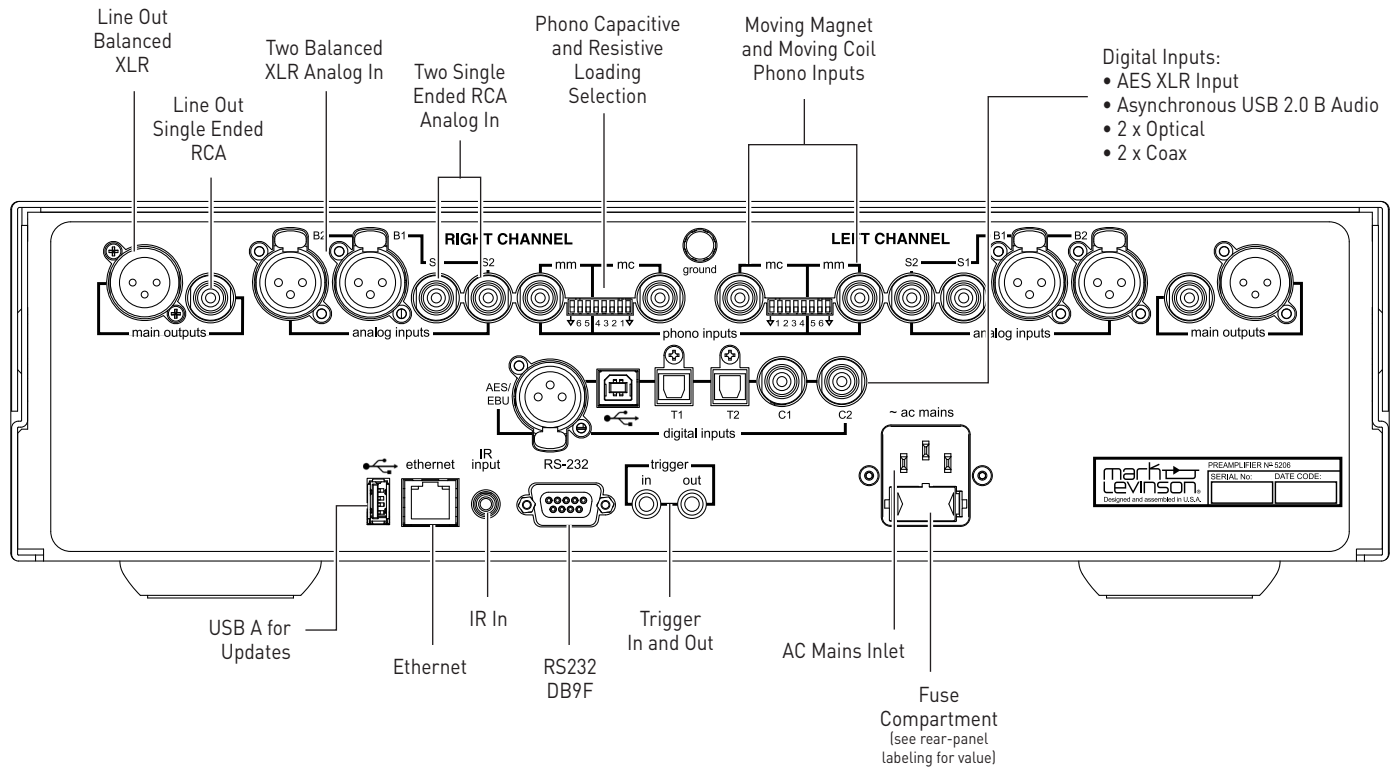 Line Out
Balanced
XLR
Line Out
Single Ended
RCA
Two Balanced
XLR Analog In
Two Single
Ended RCA
Analog In
Phono Capacitive
and Resistive
Loading
Selection
Moving Magnet
and Moving Coil
Phono Inputs
Digital Inputs:
• AES XLR Input
• Asynchronous USB 2.0 B Audio
• 2 x Optical
• 2 x Coax
B2 B1 RIGHT CHANNEL LEFT CHANNEL B1 B2
S S2 mm mc ground mc mm S2 S1
6 5 4 3 2 1 1 2 3 4 5 6
main outputs analog inputs phono inputs analog inputs main outputs
AES/
EBU
T1 T2 C1 C2
digital inputs
~ ac mains
ethernet
IR
input
RS-232
trigger
in out
mark
Levinson
Designed and assembled in U.S.A.
PREAMPLIFIER Nº 5206
SERIAL No: DATE CODE:
USB A for
Updates
Ethernet
IR In
RS232
DB9F
Trigger
In and Out
AC Mains Inlet
Fuse
Compartment
(see rear-panel
labeling for value)